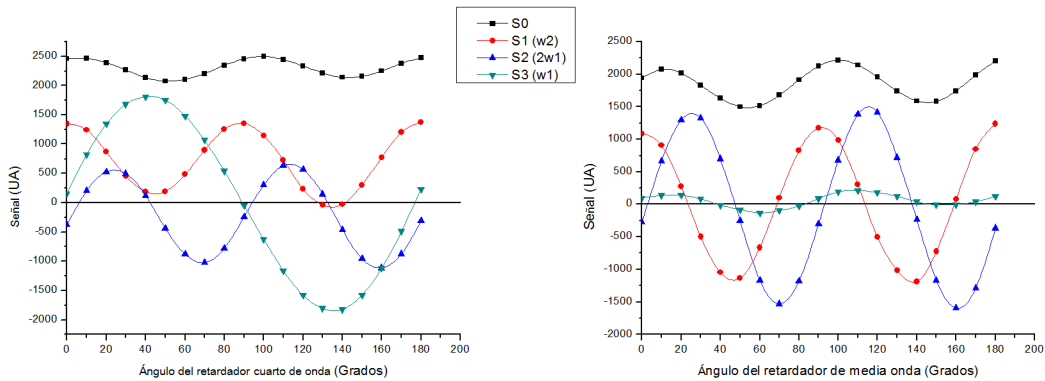 S0
S1 (w2)
S2 (2w1)
S3 (w1)
2500
2000
1500
1000
500
0
-500
-1000
-1500
-2000
Señal (UA)
0 20 40 60 80 100 120 140 160 180 200
Ángulo del retardador cuarto de onda (Grados)
2500
2000
1500
1000
500
0
-500
-1000
-1500
-2000
Señal (UA)
0 20 40 60 80 100 120 140 160 180 200
Ángulo del retardador de media onda (Grados)